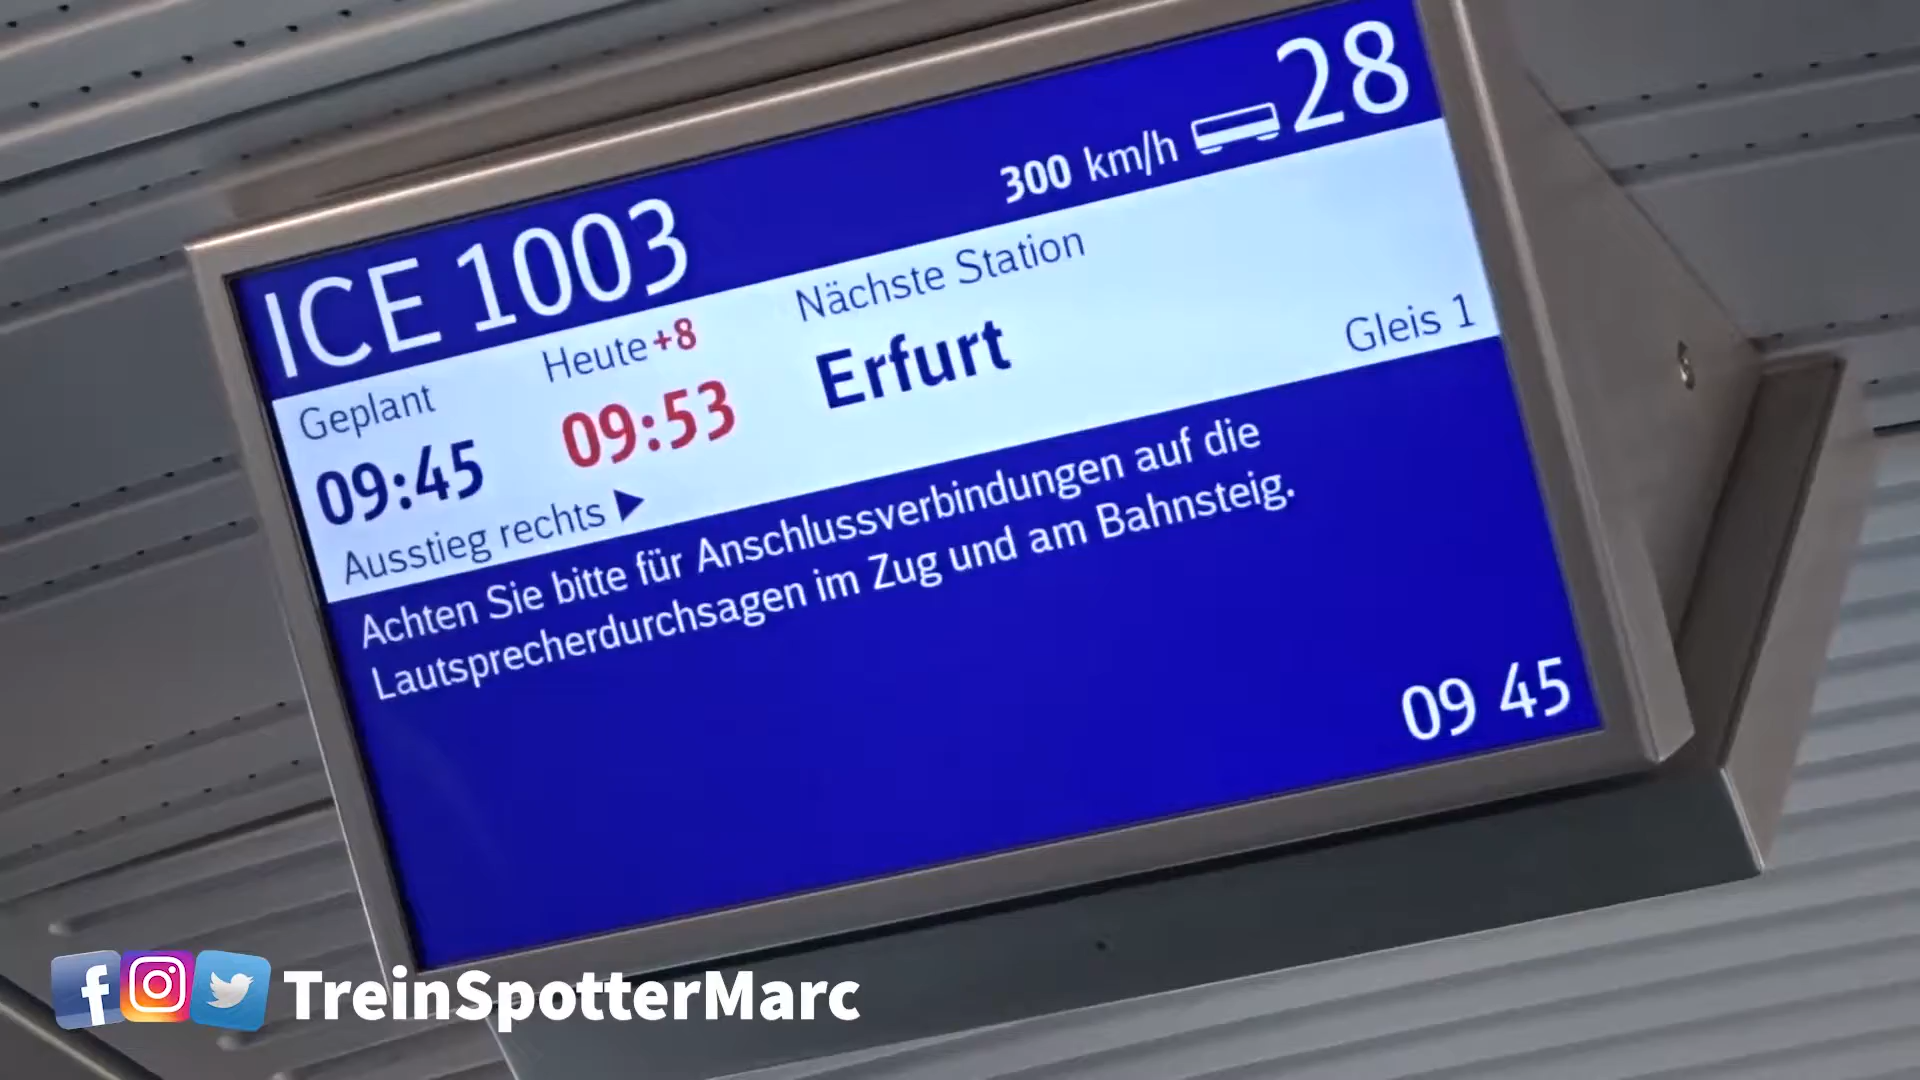 ICE 1003
300 km/h 28
Geplant Heute +8 Nächste Station
09:45 09:53 Erfurt Gleis 1
Ausstieg rechts ▶
Achten Sie bitte für Anschlussverbindungen auf die
Lautsprecherdurchsagen im Zug und am Bahnsteig.
09 45
TreinSpotterMarc